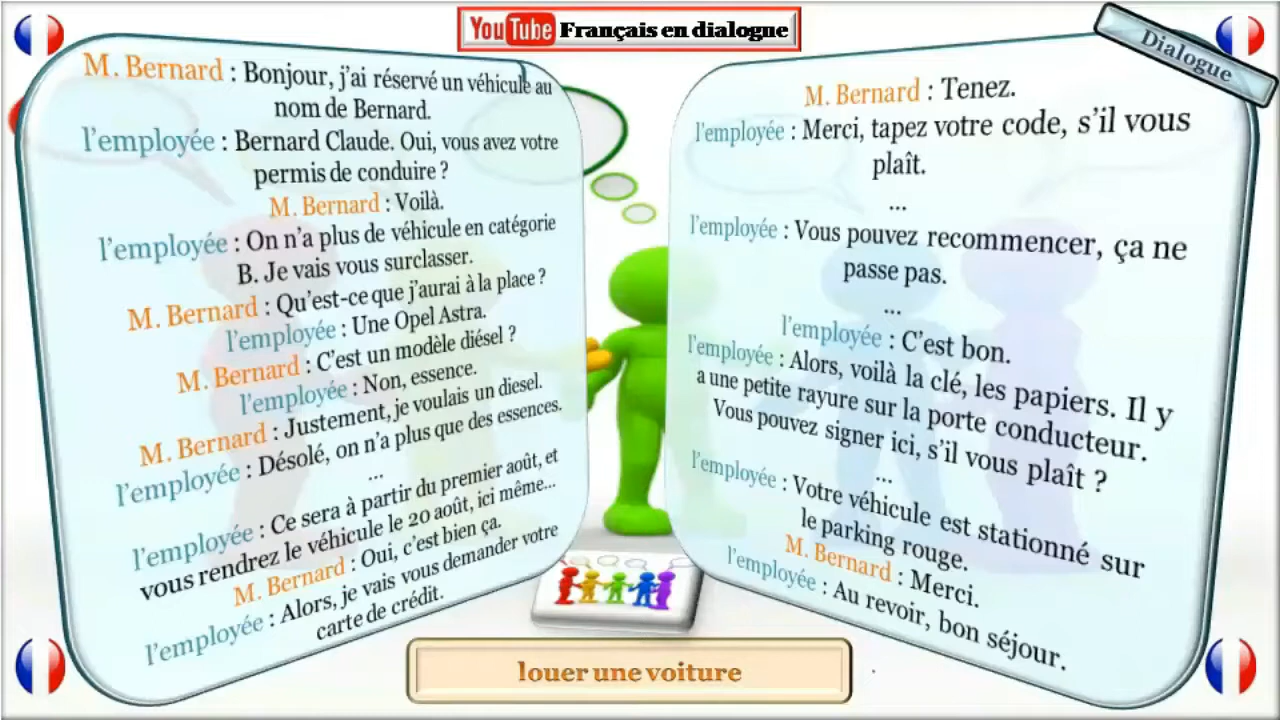 YouTube Français en dialogue
Dialogue
M. Bernard : Bonjour, j'ai réservé un véhicule au
nom de Bernard.
l'employée : Bernard Claude. Oui, vous avez votre
permis de conduire ?
M. Bernard : Voilà.
l'employée : On n'a plus de véhicule en catégorie
B. Je vais vous surclasser.
M. Bernard : Qu'est-ce que j'aurai à la place ?
l'employée : Une Opel Astra.
M. Bernard : C'est un modèle diésel ?
l'employée : Non, essence.
M. Bernard : Justement, je voulais un diesel.
l'employée : Désolé, on n'a plus que des essences.
...
l'employée : Ce sera à partir du premier août, et
vous rendrez le véhicule le 20 août, ici même...
M. Bernard : Oui, c'est bien ça.
l'employée : Alors, je vais vous demander votre
carte de crédit.
M. Bernard : Tenez.
l'employée : Merci, tapez votre code, s'il vous
plaît.
...
l'employée : Vous pouvez recommencer, ça ne
passe pas.
...
l'employée : C'est bon.
l'employée : Alors, voilà la clé, les papiers. Il y
a une petite rayure sur la porte conducteur.
Vous pouvez signer ici, s'il vous plaît ?
...
l'employée : Votre véhicule est stationné sur
le parking rouge.
M. Bernard : Merci.
l'employée : Au revoir, bon séjour.
louer une voiture